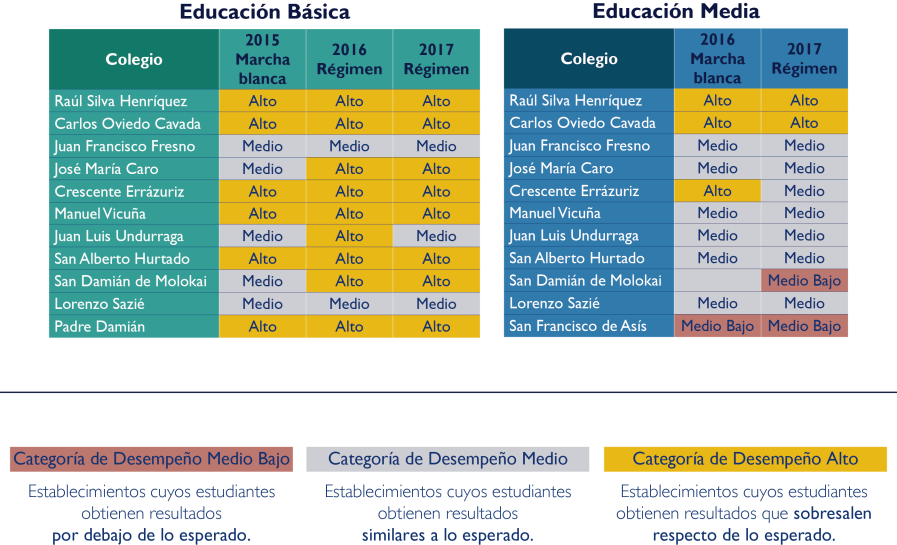 Educación Básica
Colegio 2015 Marcha blanca 2016 Régimen 2017 Régimen
Raúl Silva Henríquez Alto Alto Alto
Carlos Oviedo Cavada Alto Alto Alto
Juan Francisco Fresno Medio Medio Medio
José María Caro Medio Alto Alto
Crescente Errázuriz Alto Alto Alto
Manuel Vicuña Alto Alto Alto
Juan Luis Undurraga Medio Alto Medio
San Alberto Hurtado Alto Alto Alto
San Damián de Molokai Medio Alto Alto
Lorenzo Sazié Medio Medio Medio
Padre Damián Alto Alto Alto
Educación Media
Colegio 2016 Marcha blanca 2017 Régimen
Raúl Silva Henríquez Alto Alto
Carlos Oviedo Cavada Alto Alto
Juan Francisco Fresno Medio Medio
José María Caro Medio Medio
Crescente Errázuriz Alto Medio
Manuel Vicuña Medio Medio
Juan Luis Undurraga Medio Medio
San Alberto Hurtado Medio Medio
San Damián de Molokai Medio Bajo
Lorenzo Sazié Medio Medio
San Francisco de Asís Medio Bajo Medio Bajo
Categoría de Desempeño Medio Bajo
Establecimientos cuyos estudiantes
obtienen resultados
por debajo de lo esperado.
Categoría de Desempeño Medio
Establecimientos cuyos estudiantes
obtienen resultados
similares a lo esperado.
Categoría de Desempeño Alto
Establecimientos cuyos estudiantes
obtienen resultados que sobresalen
respecto de lo esperado.